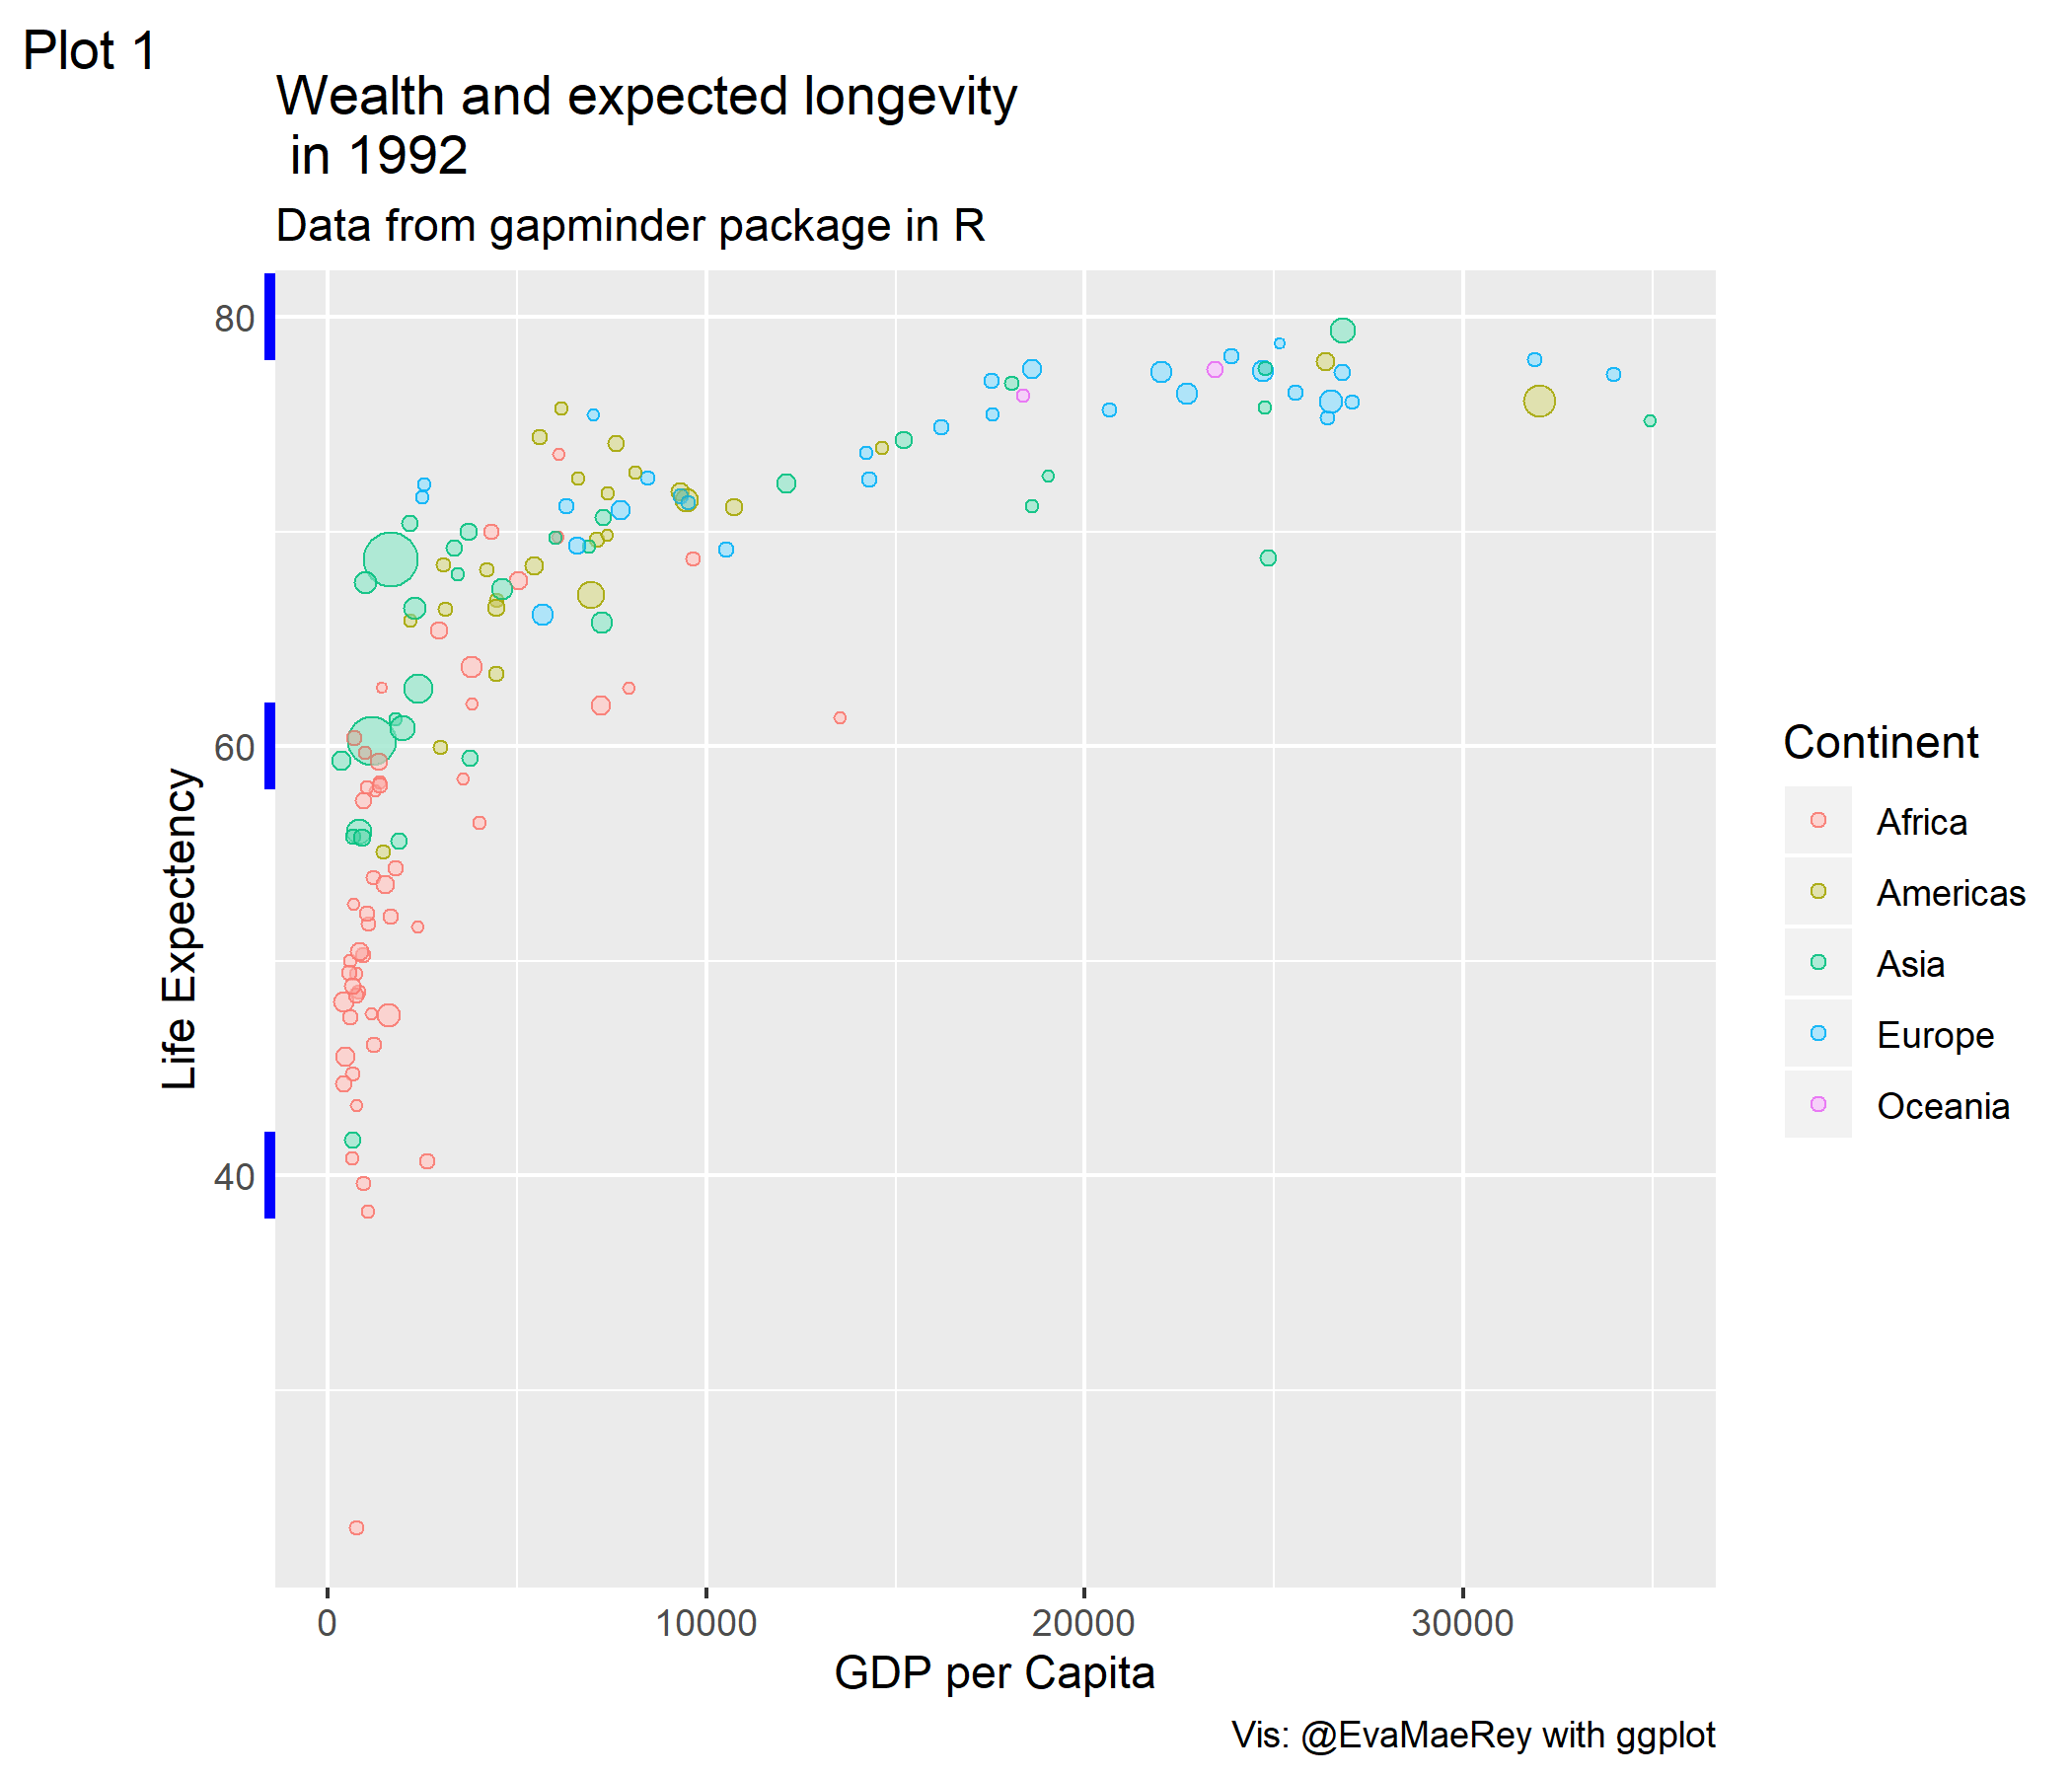 Plot 1
Wealth and expected longevity
in 1992
Data from gapminder package in R
80
60
40
Life Expectency
0 10000 20000 30000
GDP per Capita
Continent
Africa
Americas
Asia
Europe
Oceania
Vis: @EvaMaeRey with ggplot